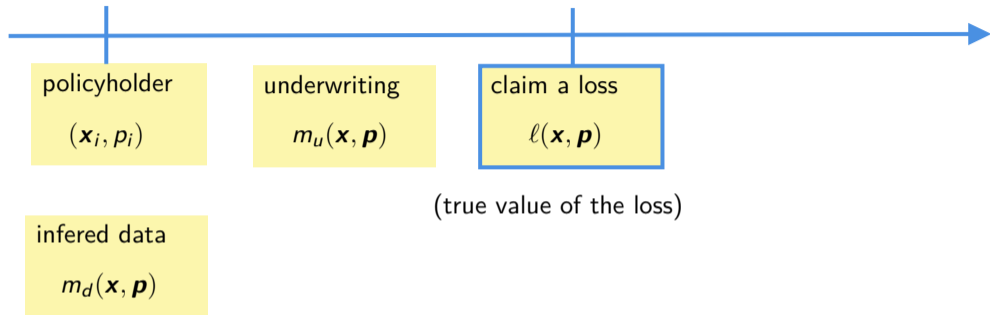 policyholder
(𝒙ᵢ, pᵢ)
underwriting
mᵤ(𝒙, 𝒑)
claim a loss
ℓ(𝒙, 𝒑)
(true value of the loss)
infered data
m_d(𝒙, 𝒑)